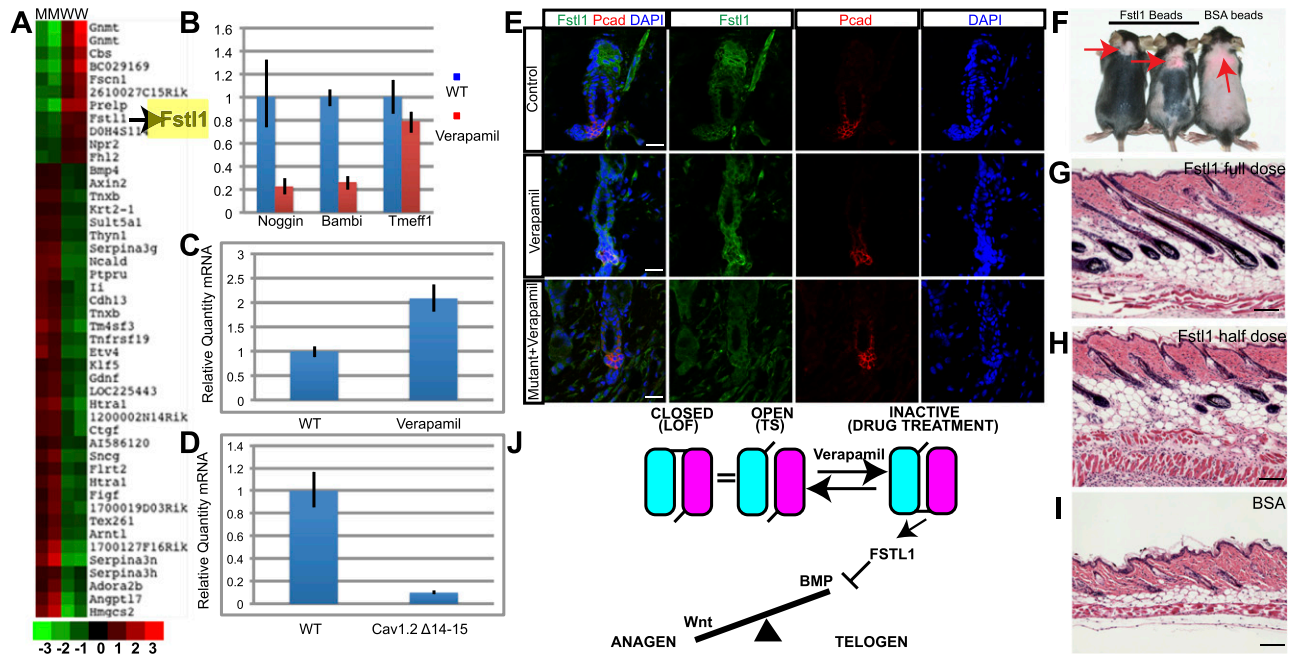 A
MMWW
Gnmt
Gnmt
Cbs
BC029169
Fscn1
2610027C15Rik
Prelp
Fstl1
Fstl1
D0H4S114
Npr2
Fhl2
Bmp4
Axin2
Tnxb
Krt2-1
Sult5a1
Thyn1
Serpina3g
Ncald
Ptpru
Ii
Cdh13
Tnxb
Tm4sf3
Tnfrsf19
Etv4
Klf5
Gdnf
LOC225443
Htra1
1200002N14Rik
Ctgf
AI586120
Sncg
Flrt2
Htra1
Figf
1700019D03Rik
Tex261
Arntl
1700127F16Rik
Serpina3n
Serpina3h
Adora2b
Angptl7
Hmgcs2
-3 -2 -1 0 1 2 3
B
1.6
1.4
1.2
1
0.8
0.6
0.4
0.2
0
Noggin Bambi Tmeff1
WT
Verapamil
C
Relative Quantity mRNA
3
2.5
2
1.5
1
0.5
0
WT Verapamil
D
Relative Quantity mRNA
1.4
1.2
1
0.8
0.6
0.4
0.2
0
WT Cav1.2 Δ14-15
E
Fstl1 Pcad DAPI
Fstl1
Pcad
DAPI
Control
Verapamil
Mutant+Verapamil
F
Fstl1 Beads
BSA beads
G
Fstl1 full dose
H
Fstl1 half dose
I
BSA
J
CLOSED
(LOF)
OPEN
(TS)
INACTIVE
(DRUG TREATMENT)
Verapamil
FSTL1
BMP
Wnt
ANAGEN
TELOGEN